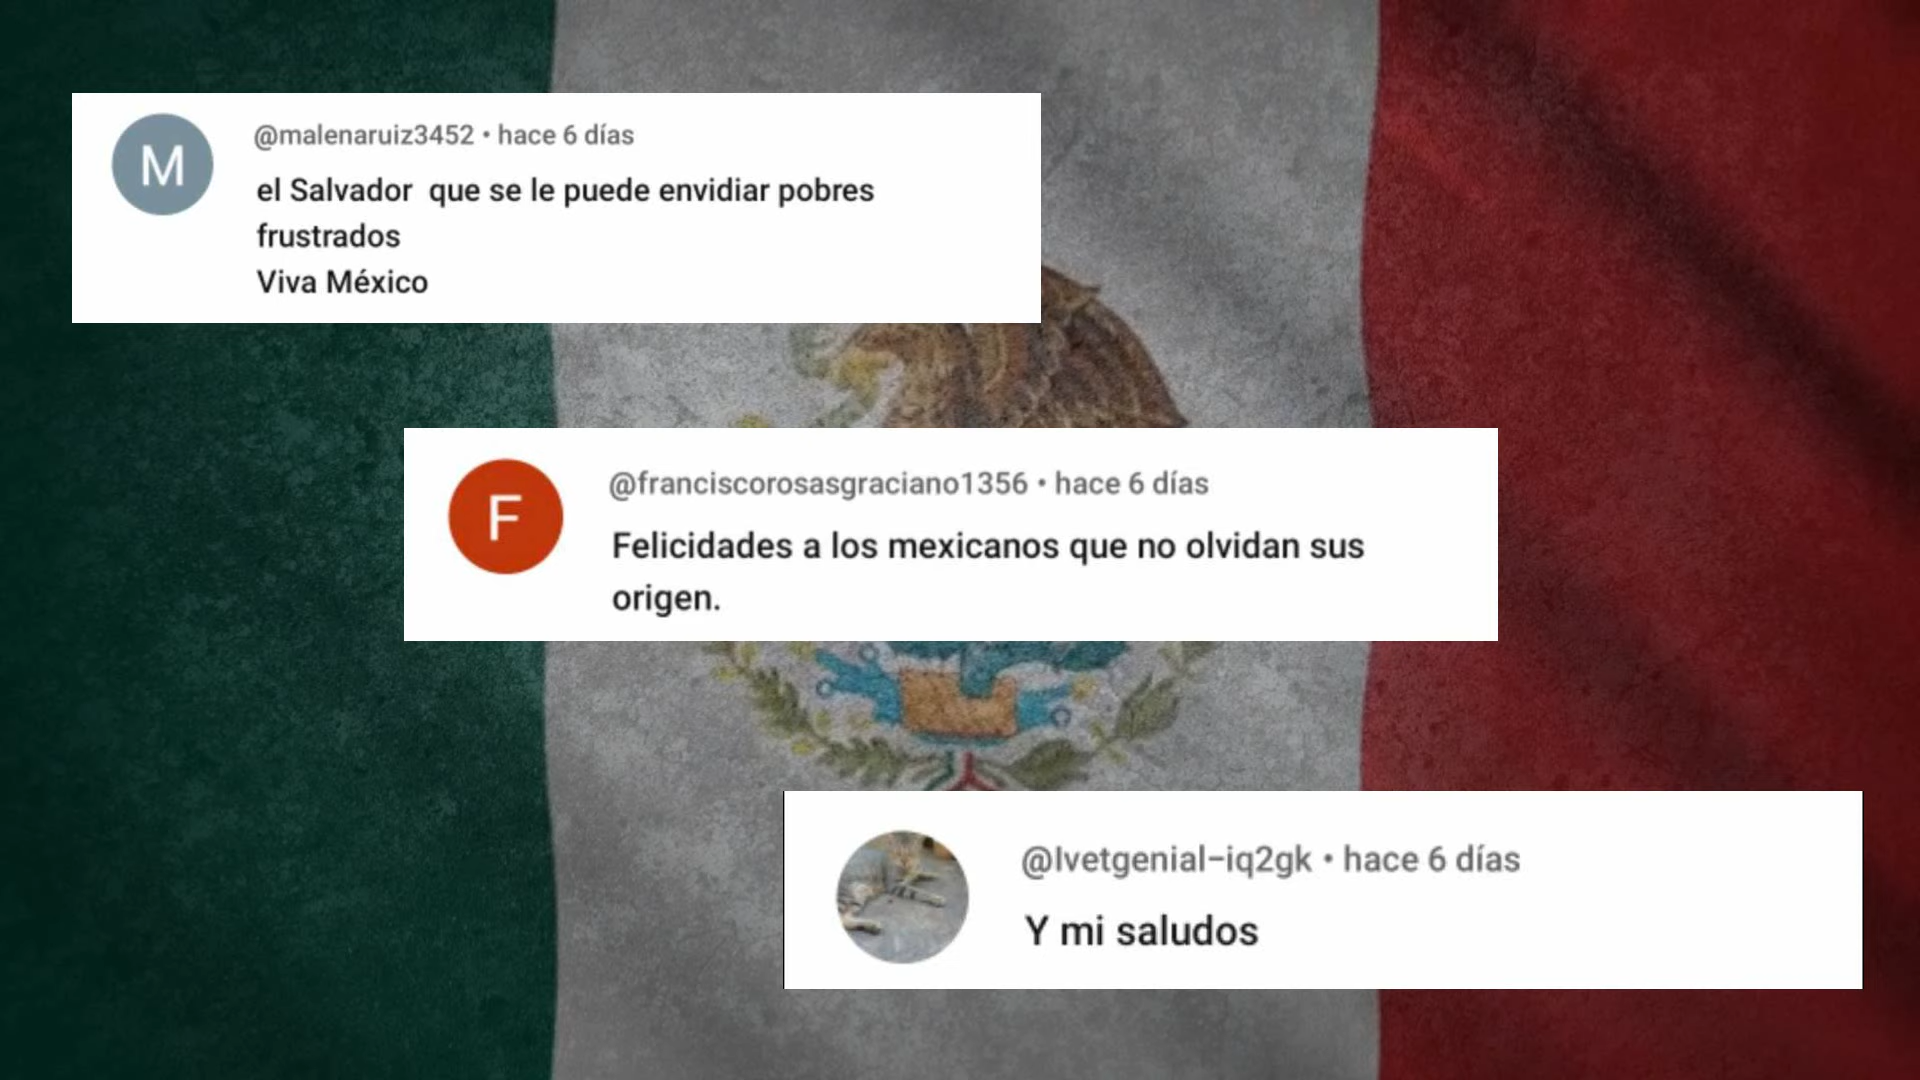 M
@malenaruiz3452 • hace 6 días
el Salvador  que se le puede envidiar pobres
frustrados
Viva México
F
@franciscorosasgraciano1356 • hace 6 días
Felicidades a los mexicanos que no olvidan sus
origen.
@Ivetgenial-iq2gk • hace 6 días
Y mi saludos